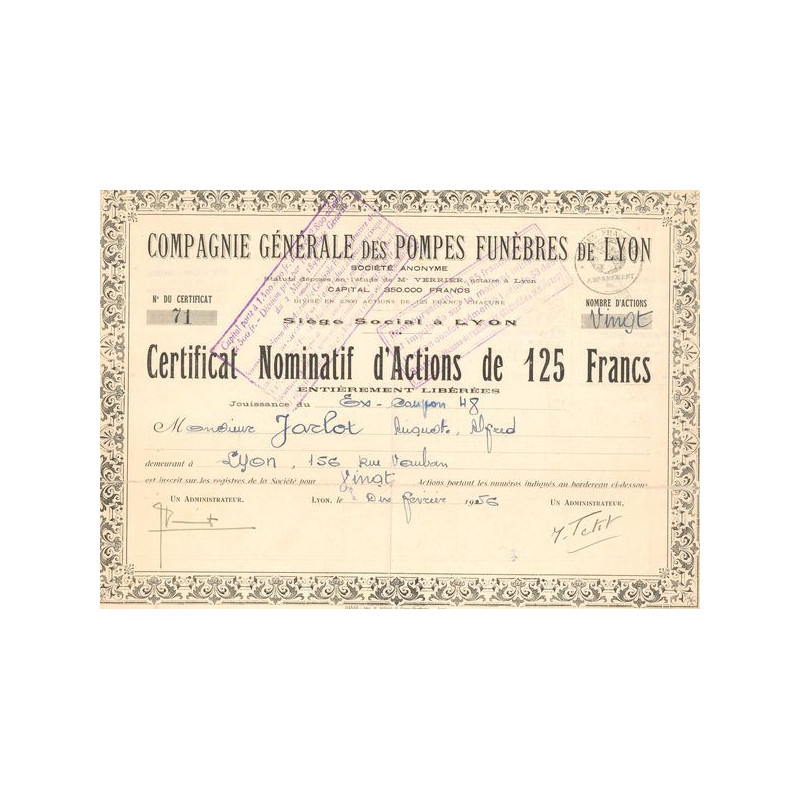 COMPAGNIE GÉNÉRALE DES POMPES FUNÈBRES DE LYON
SOCIÉTÉ ANONYME
Statuts déposés en l'étude de Me VERRIER, notaire à Lyon
CAPITAL : 350.000 FRANCS
DIVISÉ EN 2.800 ACTIONS DE 125 FRANCS CHACUNE
N° DU CERTIFICAT
71
NOMBRE D'ACTIONS
Vingt
Siège Social à LYON
Certificat Nominatif d'Actions de 125 Francs
ENTIÈREMENT LIBÉRÉES
Jouissance du Ex-Coupon 48
Monsieur Jarlot Auguste, Alfred
demeurant à Lyon, 156 rue Vauban
est inscrit sur les registres de la Société pour Vingt Actions portant les numéros indiqués au bordereau ci-dessous
UN ADMINISTRATEUR. Lyon, le Dix février 1956 UN ADMINISTRATEUR.